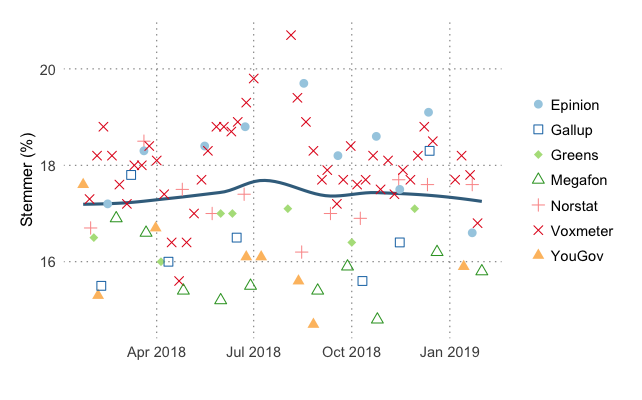 Stemmer (%)
20
18
16
Apr 2018
Jul 2018
Oct 2018
Jan 2019
Epinion
Gallup
Greens
Megafon
Norstat
Voxmeter
YouGov